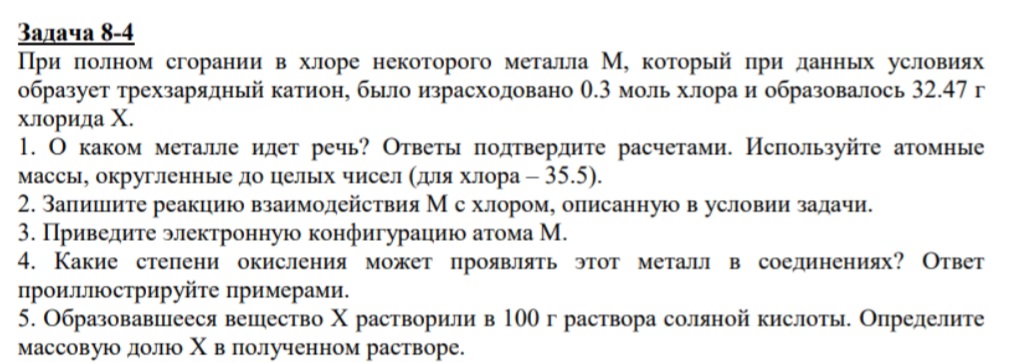 Задача 8-4
При полном сгорании в хлоре некоторого металла М, который при данных условиях
образует трехзарядный катион, было израсходовано 0.3 моль хлора и образовалось 32.47 г
хлорида Х.
1. О каком металле идет речь? Ответы подтвердите расчетами. Используйте атомные
массы, округленные до целых чисел (для хлора – 35.5).
2. Запишите реакцию взаимодействия М с хлором, описанную в условии задачи.
3. Приведите электронную конфигурацию атома М.
4. Какие степени окисления может проявлять этот металл в соединениях? Ответ
проиллюстрируйте примерами.
5. Образовавшееся вещество Х растворили в 100 г раствора соляной кислоты. Определите
массовую долю Х в полученном растворе.